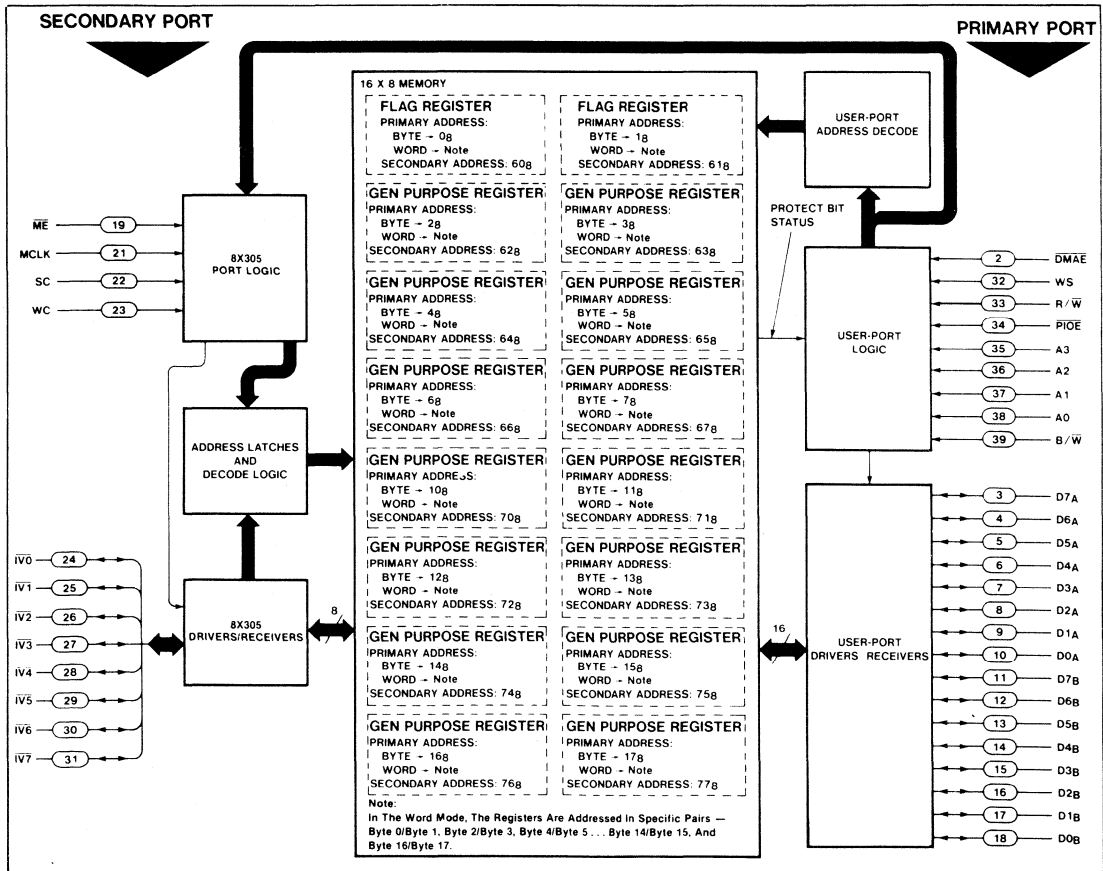 SECONDARY PORT
PRIMARY PORT
16 X 8 MEMORY
FLAG REGISTER
PRIMARY ADDRESS:
BYTE → 0₈
WORD → Note
SECONDARY ADDRESS: 60₈
FLAG REGISTER
PRIMARY ADDRESS:
BYTE → 1₈
WORD → Note
SECONDARY ADDRESS: 61₈
GEN PURPOSE REGISTER
PRIMARY ADDRESS:
BYTE → 2₈
WORD → Note
SECONDARY ADDRESS: 62₈
GEN PURPOSE REGISTER
PRIMARY ADDRESS:
BYTE → 3₈
WORD → Note
SECONDARY ADDRESS: 63₈
GEN PURPOSE REGISTER
PRIMARY ADDRESS:
BYTE → 4₈
WORD → Note
SECONDARY ADDRESS: 64₈
GEN PURPOSE REGISTER
PRIMARY ADDRESS:
BYTE → 5₈
WORD → Note
SECONDARY ADDRESS: 65₈
GEN PURPOSE REGISTER
PRIMARY ADDRESS:
BYTE → 6₈
WORD → Note
SECONDARY ADDRESS: 66₈
GEN PURPOSE REGISTER
PRIMARY ADDRESS:
BYTE → 7₈
WORD → Note
SECONDARY ADDRESS: 67₈
GEN PURPOSE REGISTER
PRIMARY ADDRESS:
BYTE → 10₈
WORD → Note
SECONDARY ADDRESS: 70₈
GEN PURPOSE REGISTER
PRIMARY ADDRESS:
BYTE → 11₈
WORD → Note
SECONDARY ADDRESS: 71₈
GEN PURPOSE REGISTER
PRIMARY ADDRESS:
BYTE → 12₈
WORD → Note
SECONDARY ADDRESS: 72₈
GEN PURPOSE REGISTER
PRIMARY ADDRESS:
BYTE → 13₈
WORD → Note
SECONDARY ADDRESS: 73₈
GEN PURPOSE REGISTER
PRIMARY ADDRESS:
BYTE → 14₈
WORD → Note
SECONDARY ADDRESS: 74₈
GEN PURPOSE REGISTER
PRIMARY ADDRESS:
BYTE → 15₈
WORD → Note
SECONDARY ADDRESS: 75₈
GEN PURPOSE REGISTER
PRIMARY ADDRESS:
BYTE → 16₈
WORD → Note
SECONDARY ADDRESS: 76₈
GEN PURPOSE REGISTER
PRIMARY ADDRESS:
BYTE → 17₈
WORD → Note
SECONDARY ADDRESS: 77₈
Note:
In The Word Mode, The Registers Are Addressed In Specific Pairs —
Byte 0/Byte 1, Byte 2/Byte 3, Byte 4/Byte 5 . . . Byte 14/Byte 15, And
Byte 16/Byte 17.
M̅E̅ 19
MCLK 21
SC 22
WC 23
8X305
PORT LOGIC
ADDRESS LATCHES
AND
DECODE LOGIC
8X305
DRIVERS/RECEIVERS
8
I̅V̅0̅ 24
I̅V̅1̅ 25
I̅V̅2̅ 26
I̅V̅3̅ 27
I̅V̅4̅ 28
I̅V̅5̅ 29
I̅V̅6̅ 30
I̅V̅7̅ 31
USER-PORT
ADDRESS DECODE
PROTECT BIT
STATUS
USER-PORT
LOGIC
2 D̅M̅A̅E̅
32 WS
33 R/W̅
34 P̅I̅O̅E̅
35 A3
36 A2
37 A1
38 A0
39 B/W̅
16
USER-PORT
DRIVERS RECEIVERS
3 D7A
4 D6A
5 D5A
6 D4A
7 D3A
8 D2A
9 D1A
10 D0A
11 D7B
12 D6B
13 D5B
14 D4B
15 D3B
16 D2B
17 D1B
18 D0B